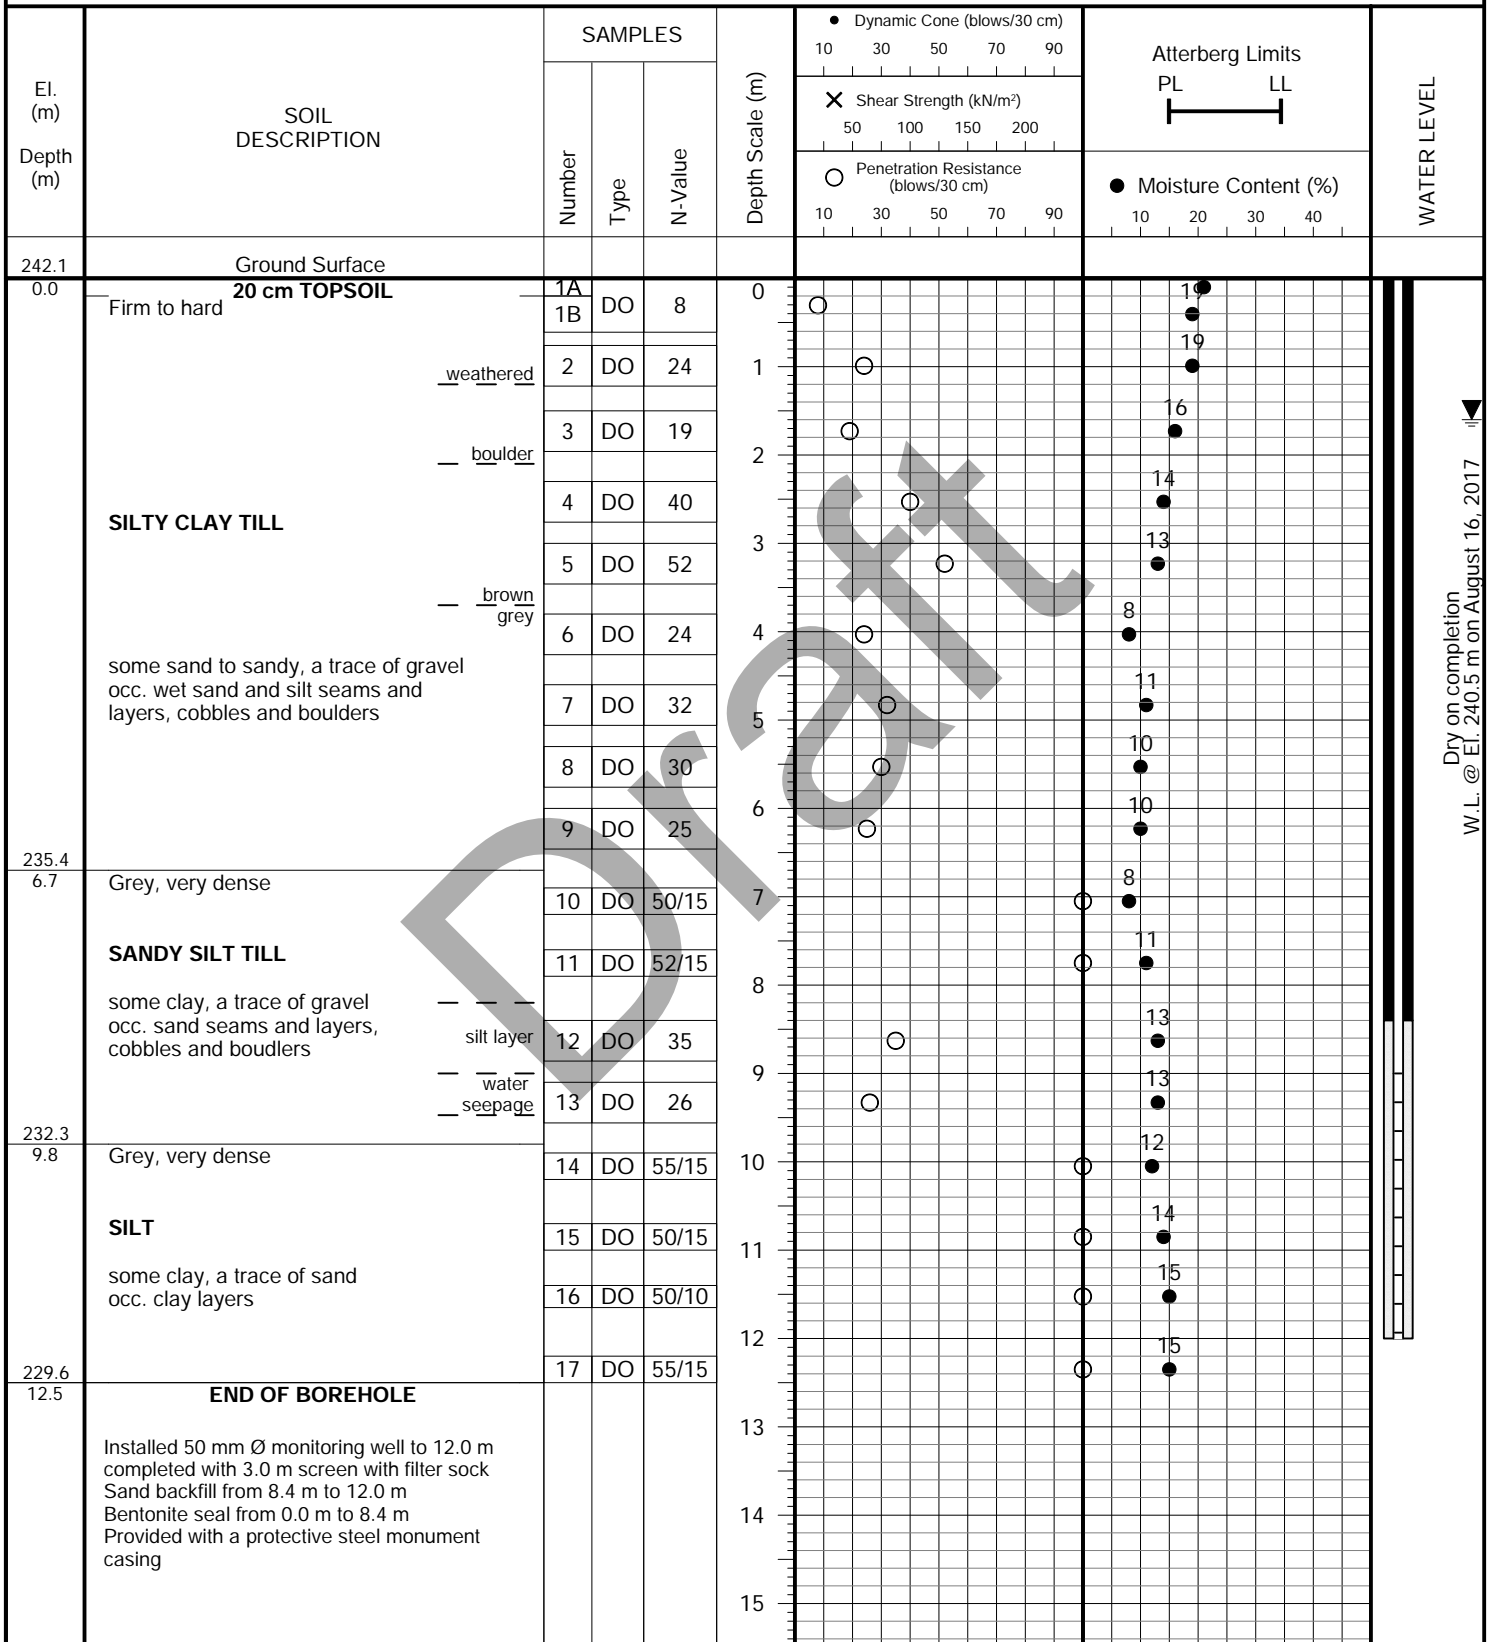 El.
(m)
Depth
(m)
SOIL
DESCRIPTION
SAMPLES
Number
Type
N-Value
Depth Scale (m)
● Dynamic Cone (blows/30 cm)
10 30 50 70 90
✕ Shear Strength (kN/m²)
50 100 150 200
○ Penetration Resistance
(blows/30 cm)
10 30 50 70 90
Atterberg Limits
PL LL
● Moisture Content (%)
10 20 30 40
WATER LEVEL
242.1 Ground Surface
0.0 20 cm TOPSOIL 1A 0
Firm to hard 1B DO 8 19
weathered 2 DO 24 1 19
3 DO 19 16
boulder 2
4 DO 40 14
SILTY CLAY TILL
3
5 DO 52 13
brown
grey
6 DO 24 4 8
some sand to sandy, a trace of gravel
occ. wet sand and silt seams and
layers, cobbles and boulders
7 DO 32 5 11
8 DO 30 10
6
9 DO 25 10
235.4
6.7 Grey, very dense
10 DO 50/15 7 8
SANDY SILT TILL
11 DO 52/15 11
8
some clay, a trace of gravel
occ. sand seams and layers,
cobbles and boudlers
silt layer 12 DO 35 13
9
water
seepage 13 DO 26 13
232.3
9.8 Grey, very dense
14 DO 55/15 10 12
SILT
15 DO 50/15 11 14
some clay, a trace of sand
occ. clay layers
16 DO 50/10 15
12
229.6 17 DO 55/15 15
12.5 END OF BOREHOLE
13
Installed 50 mm Ø monitoring well to 12.0 m
completed with 3.0 m screen with filter sock
Sand backfill from 8.4 m to 12.0 m
Bentonite seal from 0.0 m to 8.4 m
Provided with a protective steel monument
casing
14
15
Dry on completion
W.L. @ El. 240.5 m on August 16, 2017
Draft